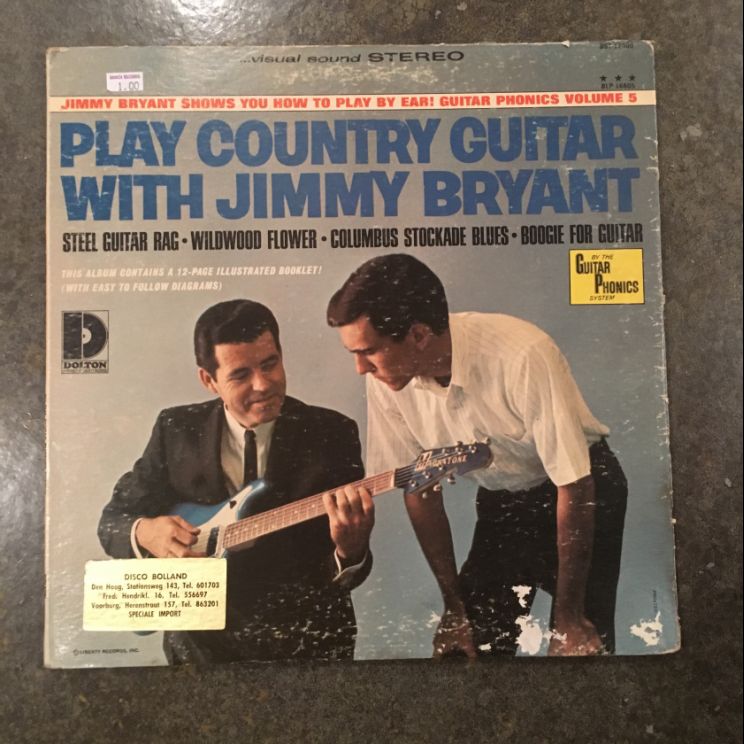 ...visual sound STEREO
1.00
★ ★ ★
BLP-16505
JIMMY BRYANT SHOWS YOU HOW TO PLAY BY EAR! GUITAR PHONICS VOLUME 5
PLAY COUNTRY GUITAR
WITH JIMMY BRYANT
STEEL GUITAR RAG • WILDWOOD FLOWER • COLUMBUS STOCKADE BLUES • BOOGIE FOR GUITAR
THIS ALBUM CONTAINS A 12-PAGE ILLUSTRATED BOOKLET!
(WITH EASY TO FOLLOW DIAGRAMS)
BY THE
GUITAR
PHONICS
SYSTEM
DOLTON
DISCO BOLLAND
Den Haag, Stationsweg 143, Tel. 601703
Fred. Hendrikl. 16, Tel. 556697
Voorburg, Herenstraat 157, Tel. 863201
SPECIALE IMPORT
© LIBERTY RECORDS, INC.